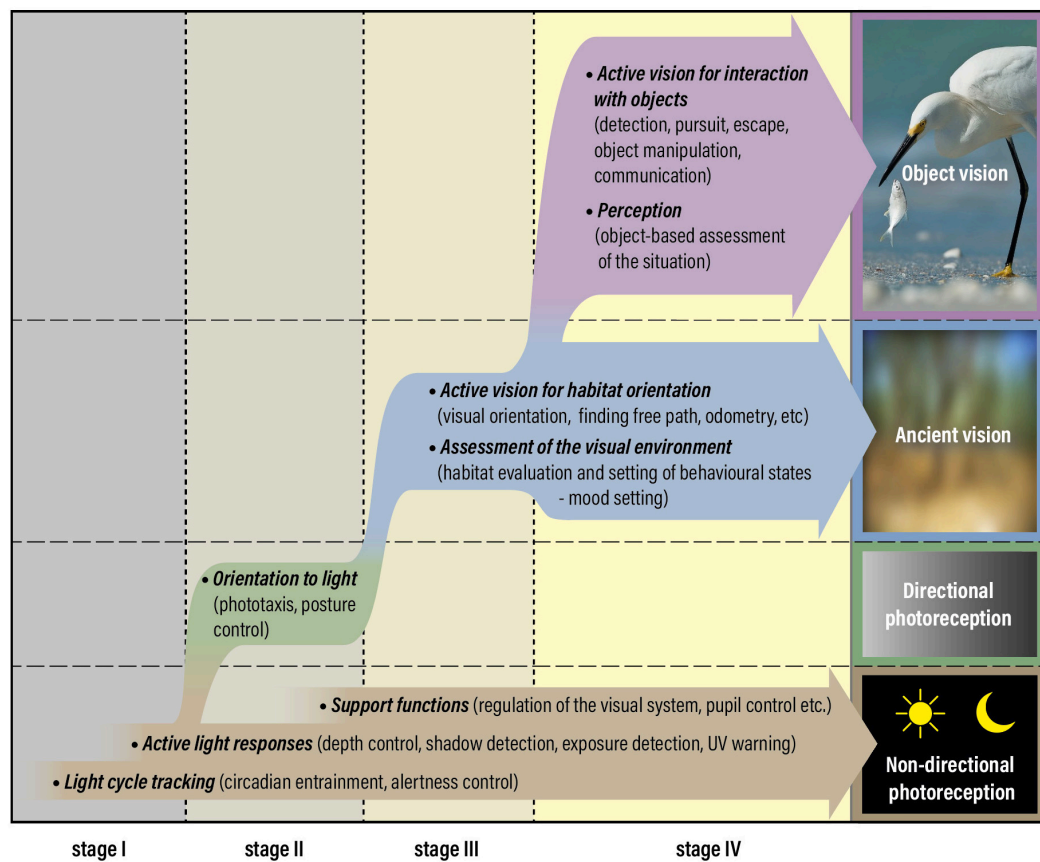 • Active vision for interaction
with objects
(detection, pursuit, escape,
object manipulation,
communication)
• Perception
(object-based assessment
of the situation)
Object vision
• Active vision for habitat orientation
(visual orientation, finding free path, odometry, etc)
• Assessment of the visual environment
(habitat evaluation and setting of behavioural states
- mood setting)
Ancient vision
• Orientation to light
(phototaxis, posture
control)
Directional
photoreception
• Support functions (regulation of the visual system, pupil control etc.)
• Active light responses (depth control, shadow detection, exposure detection, UV warning)
• Light cycle tracking (circadian entrainment, alertness control)
Non-directional
photoreception
stage I
stage II
stage III
stage IV